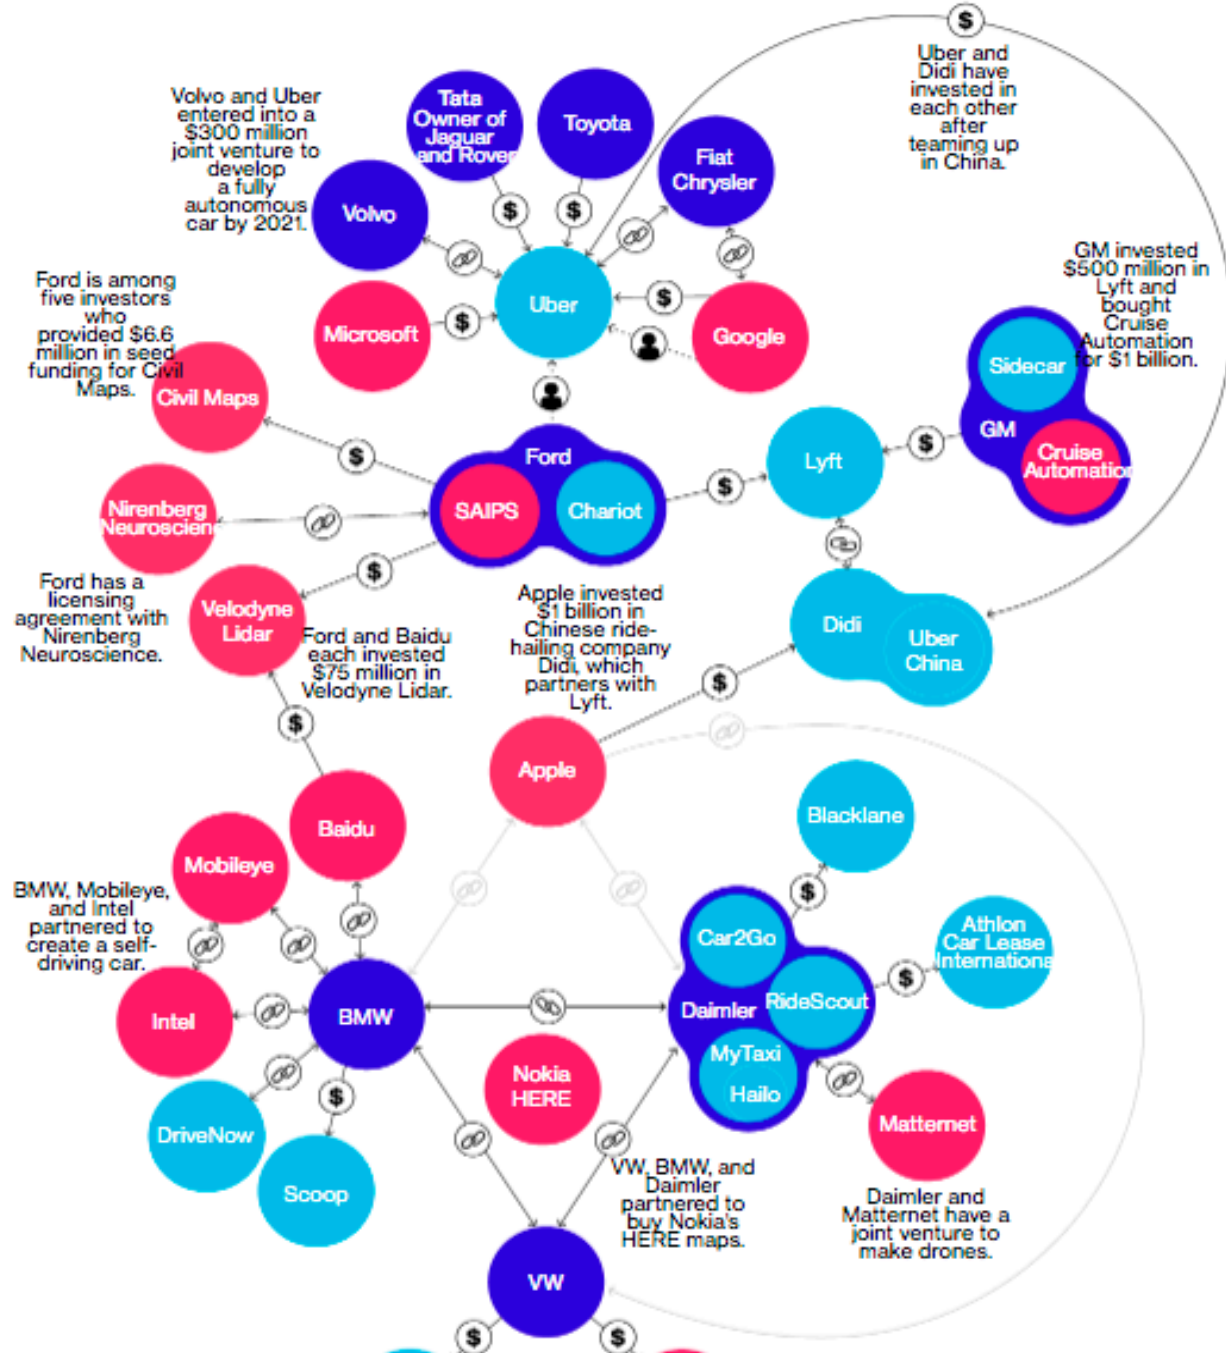 $
Uber and
Didi have
invested in
each other
after
teaming up
in China.
Volvo and Uber
entered into a
$300 million
joint venture to
develop
a fully
autonomous
car by 2021.
Tata
Owner of
Jaguar
and Rover
Toyota
Fiat
Chrysler
Volvo
$
$
GM invested
$500 million in
Lyft and
bought
Cruise
Automation
for $1 billion.
Ford is among
five investors
who
provided $6.6
million in seed
funding for Civil
Maps.
Microsoft
$
Uber
$
Google
Sidecar
GM
Cruise
Automation
Civil Maps
$
Ford
SAIPS
Chariot
$
Lyft
$
Nirenberg
Neuroscienc
Ford has a
licensing
agreement with
Nirenberg
Neuroscience.
$
Velodyne
Lidar
Ford and Baidu
each invested
$75 million in
Velodyne Lidar.
Apple invested
$1 billion in
Chinese ride-
hailing company
Didi, which
partners with
Lyft.
Didi
Uber
China
$
$
Apple
Baidu
Blacklane
Mobileye
BMW, Mobileye,
and Intel
partnered to
create a self-
driving car.
$
Car2Go
Athlon
Car Lease
Internationa
$
Intel
BMW
Daimler
RideScout
MyTaxi
Hailo
Nokia
HERE
$
DriveNow
Scoop
Matternet
VW, BMW, and
Daimler
partnered to
buy Nokia's
HERE maps.
Daimler and
Matternet have a
joint venture to
make drones.
VW
$
$